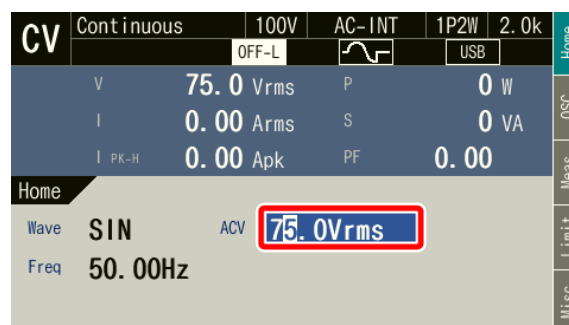 CV Continuous 100V AC-INT 1P2W 2.0k
OFF-L USB
V 75.0 Vrms P 0 W
I 0.00 Arms S 0 VA
I PK-H 0.00 Apk PF 0.00
Home
Wave SIN ACV 75.0Vrms
Freq 50.00Hz
Home
OSC
Meas
Limit
Misc